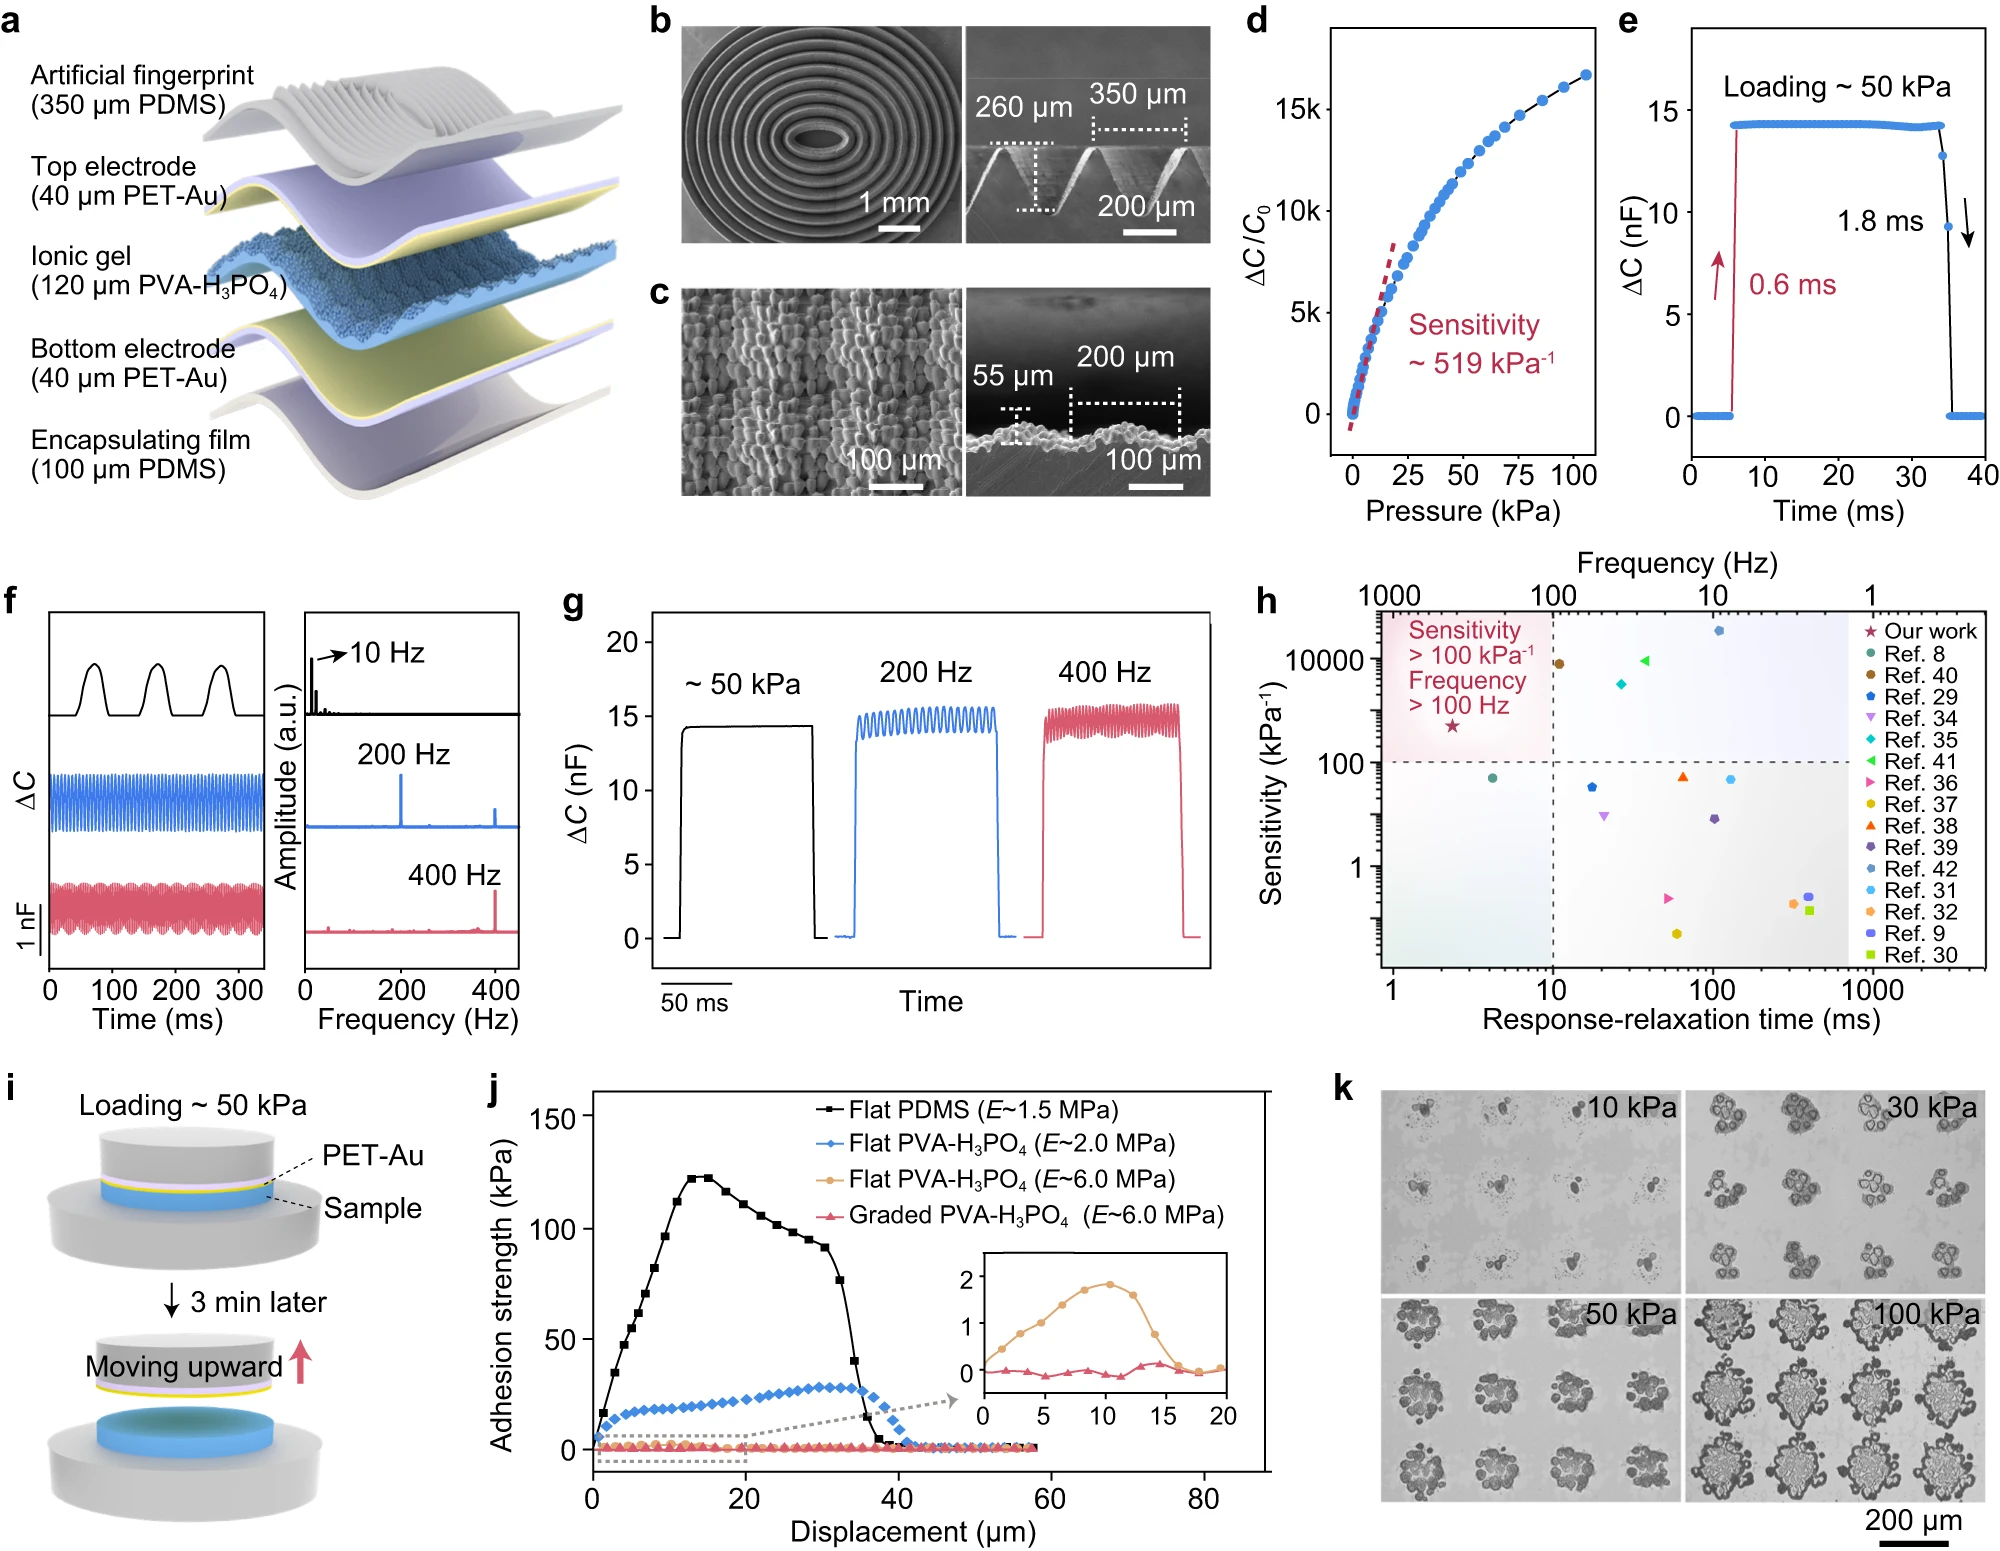 a
Artificial fingerprint
(350 µm PDMS)
Top electrode
(40 µm PET-Au)
Ionic gel
(120 µm PVA-H₃PO₄)
Bottom electrode
(40 µm PET-Au)
Encapsulating film
(100 µm PDMS)
b
1 mm
260 µm
350 µm
200 µm
c
100 µm
55 µm
200 µm
100 µm
d
ΔC/C₀
15k
10k
5k
0
Sensitivity
~ 519 kPa⁻¹
0 25 50 75 100
Pressure (kPa)
e
ΔC (nF)
15
10
5
0
Loading ~ 50 kPa
0.6 ms
1.8 ms
0 10 20 30 40
Time (ms)
f
ΔC
1 nF
0 100 200 300
Time (ms)
Amplitude (a.u.)
10 Hz
200 Hz
400 Hz
0 200 400
Frequency (Hz)
g
ΔC (nF)
20
15
10
5
0
~ 50 kPa
200 Hz
400 Hz
50 ms
Time
h
Frequency (Hz)
1000 100 10 1
Sensitivity (kPa⁻¹)
10000
100
1
Sensitivity
> 100 kPa⁻¹
Frequency
> 100 Hz
Our work
Ref. 8
Ref. 40
Ref. 29
Ref. 34
Ref. 35
Ref. 41
Ref. 36
Ref. 37
Ref. 38
Ref. 39
Ref. 42
Ref. 31
Ref. 32
Ref. 9
Ref. 30
1 10 100 1000
Response-relaxation time (ms)
i
Loading ~ 50 kPa
PET-Au
Sample
3 min later
Moving upward
j
Adhesion strength (kPa)
150
100
50
0
Flat PDMS (E~1.5 MPa)
Flat PVA-H₃PO₄ (E~2.0 MPa)
Flat PVA-H₃PO₄ (E~6.0 MPa)
Graded PVA-H₃PO₄ (E~6.0 MPa)
2
1
0
0 5 10 15 20
0 20 40 60 80
Displacement (µm)
k
10 kPa
30 kPa
50 kPa
100 kPa
200 µm